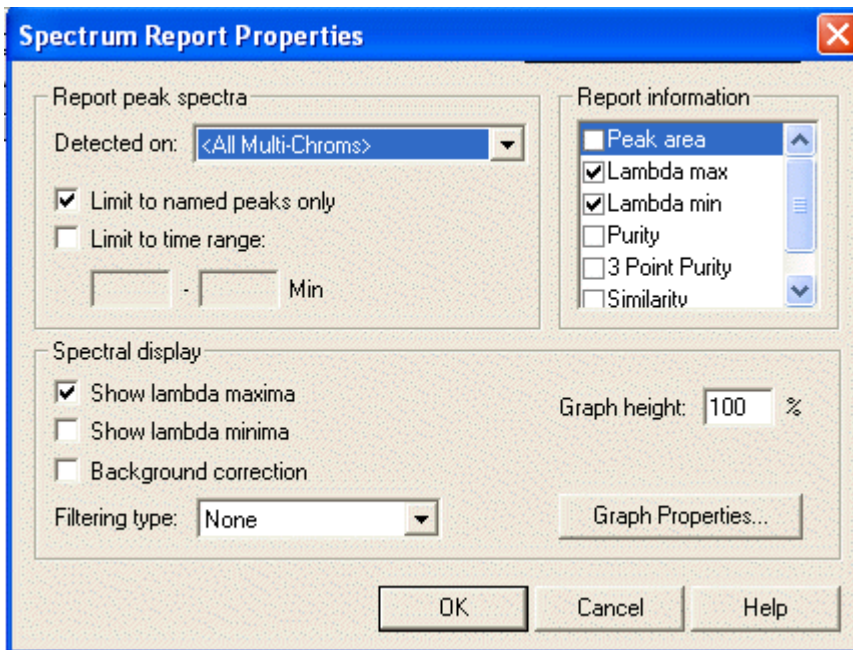 Spectrum Report Properties
Report peak spectra
Detected on: <All Multi-Chroms>
Limit to named peaks only
Limit to time range:
- Min
Report information
Peak area
Lambda max
Lambda min
Purity
3 Point Purity
Similarity
Spectral display
Show lambda maxima
Show lambda minima
Background correction
Filtering type: None
Graph height: 100 %
Graph Properties...
OK Cancel Help